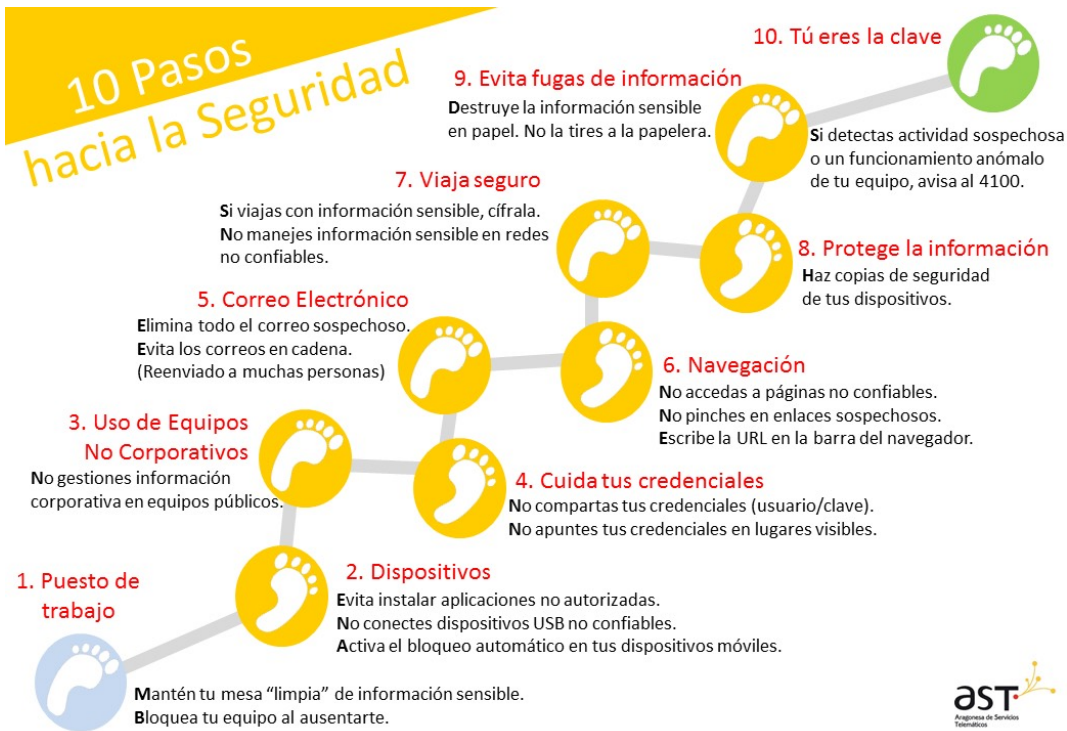 10 Pasos
hacia la Seguridad
1. Puesto de
trabajo
Mantén tu mesa “limpia” de información sensible.
Bloquea tu equipo al ausentarte.
2. Dispositivos
Evita instalar aplicaciones no autorizadas.
No conectes dispositivos USB no confiables.
Activa el bloqueo automático en tus dispositivos móviles.
3. Uso de Equipos
No Corporativos
No gestiones información
corporativa en equipos públicos.
4. Cuida tus credenciales
No compartas tus credenciales (usuario/clave).
No apuntes tus credenciales en lugares visibles.
5. Correo Electrónico
Elimina todo el correo sospechoso.
Evita los correos en cadena.
(Reenviado a muchas personas)
6. Navegación
No accedas a páginas no confiables.
No pinches en enlaces sospechosos.
Escribe la URL en la barra del navegador.
7. Viaja seguro
Si viajas con información sensible, cífrala.
No manejes información sensible en redes
no confiables.
8. Protege la información
Haz copias de seguridad
de tus dispositivos.
9. Evita fugas de información
Destruye la información sensible
en papel. No la tires a la papelera.
10. Tú eres la clave
Si detectas actividad sospechosa
o un funcionamiento anómalo
de tu equipo, avisa al 4100.
aST
Aragonesa de Servicios
Telemáticos